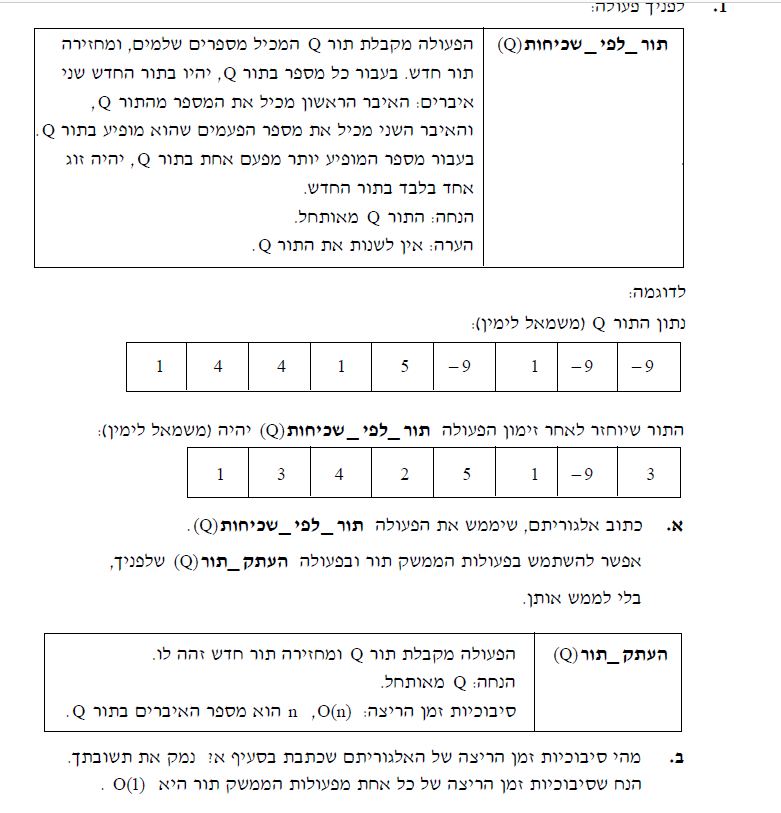 1. לפניך פעולה:
תור_לפי_שכיחות(Q)
הפעולה מקבלת תור Q המכיל מספרים שלמים, ומחזירה
תור חדש. בעבור כל מספר בתור Q, יהיו בתור החדש שני
איברים: האיבר הראשון מכיל את המספר מהתור Q,
והאיבר השני מכיל את מספר הפעמים שהוא מופיע בתור Q.
בעבור מספר המופיע יותר מפעם אחת בתור Q, יהיה זוג
אחד בלבד בתור החדש.
הנחה: התור Q מאותחל.
הערה: אין לשנות את התור Q.
לדוגמה:
נתון התור Q (משמאל לימין):
1 4 4 1 5 –9 1 –9 –9
התור שיוחזר לאחר זימון הפעולה תור_לפי_שכיחות(Q) יהיה (משמאל לימין):
1 3 4 2 5 1 –9 3
א. כתוב אלגוריתם, שיממש את הפעולה תור_לפי_שכיחות(Q).
אפשר להשתמש בפעולות הממשק תור ובפעולה העתק_תור(Q) שלפניך,
בלי לממש אותן.
העתק_תור(Q)
הפעולה מקבלת תור Q ומחזירה תור חדש זהה לו.
הנחה: Q מאותחל.
סיבוכיות זמן הריצה: O(n), n הוא מספר האיברים בתור Q.
ב. מהי סיבוכיות זמן הריצה של האלגוריתם שכתבת בסעיף א? נמק את תשובתך.
הנח שסיבוכיות זמן הריצה של כל אחת מפעולות הממשק תור היא O(1).